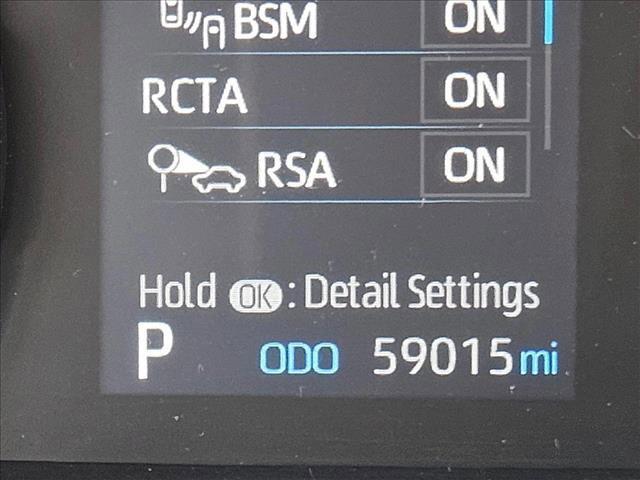 BSM ON
RCTA ON
RSA ON
Hold OK : Detail Settings
P ODO 59015 mi